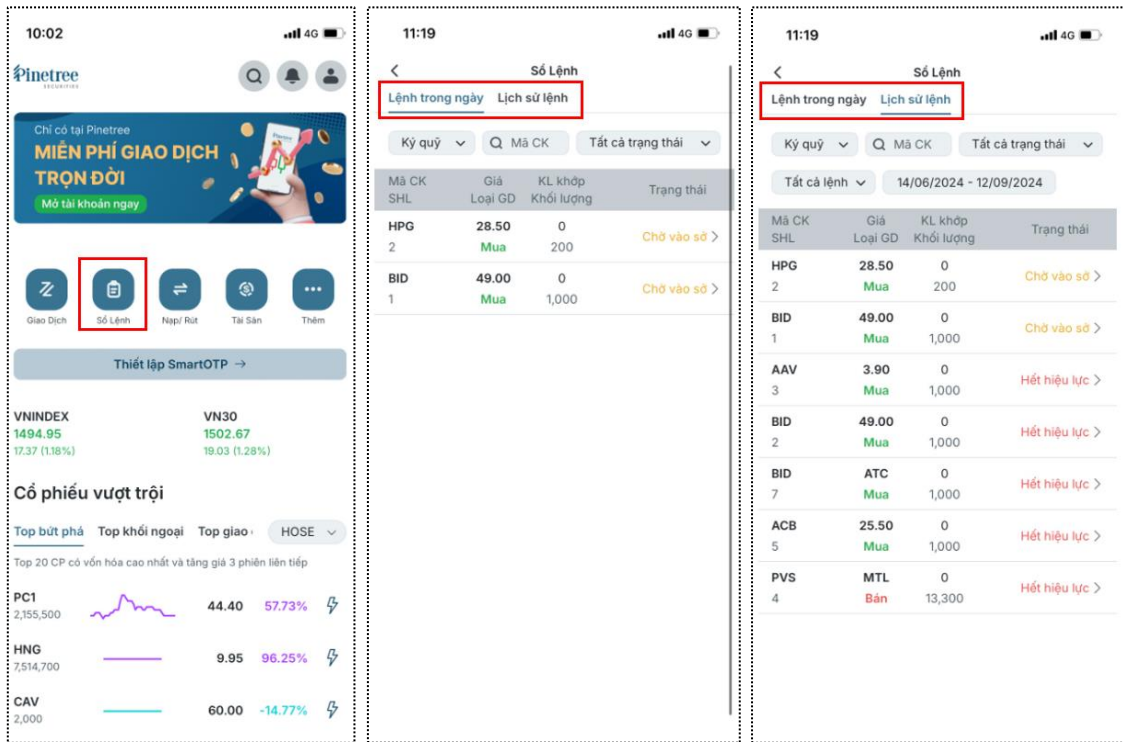 10:02
4G
Pinetree
SECURITIES
Chỉ có tại Pinetree
MIỄN PHÍ GIAO DỊCH
TRỌN ĐỜI
Mở tài khoản ngay
Giao Dịch
Sổ Lệnh
Nạp/ Rút
Tài Sản
Thêm
Thiết lập SmartOTP →
VNINDEX
1494.95
17.37 (1.18%)
VN30
1502.67
19.03 (1.28%)
Cổ phiếu vượt trội
Top bứt phá Top khối ngoại Top giao HOSE
Top 20 CP có vốn hóa cao nhất và tăng giá 3 phiên liên tiếp
PC1
2,155,500
44.40 57.73%
HNG
7,514,700
9.95 96.25%
CAV
2,000
60.00 -14.77%
11:19
4G
Sổ Lệnh
Lệnh trong ngày Lịch sử lệnh
Ký quỹ Mã CK Tất cả trạng thái
Mã CK Giá KL khớp Trạng thái
SHL Loại GD Khối lượng
HPG 28.50 0 Chờ vào sở
2 Mua 200
BID 49.00 0 Chờ vào sở
1 Mua 1,000
11:19
4G
Sổ Lệnh
Lệnh trong ngày Lịch sử lệnh
Ký quỹ Mã CK Tất cả trạng thái
Tất cả lệnh 14/06/2024 - 12/09/2024
Mã CK Giá KL khớp Trạng thái
SHL Loại GD Khối lượng
HPG 28.50 0 Chờ vào sở
2 Mua 200
BID 49.00 0 Chờ vào sở
1 Mua 1,000
AAV 3.90 0 Hết hiệu lực
3 Mua 1,000
BID 49.00 0 Hết hiệu lực
2 Mua 1,000
BID ATC 0 Hết hiệu lực
7 Mua 1,000
ACB 25.50 0 Hết hiệu lực
5 Mua 1,000
PVS MTL 0 Hết hiệu lực
4 Bán 13,300